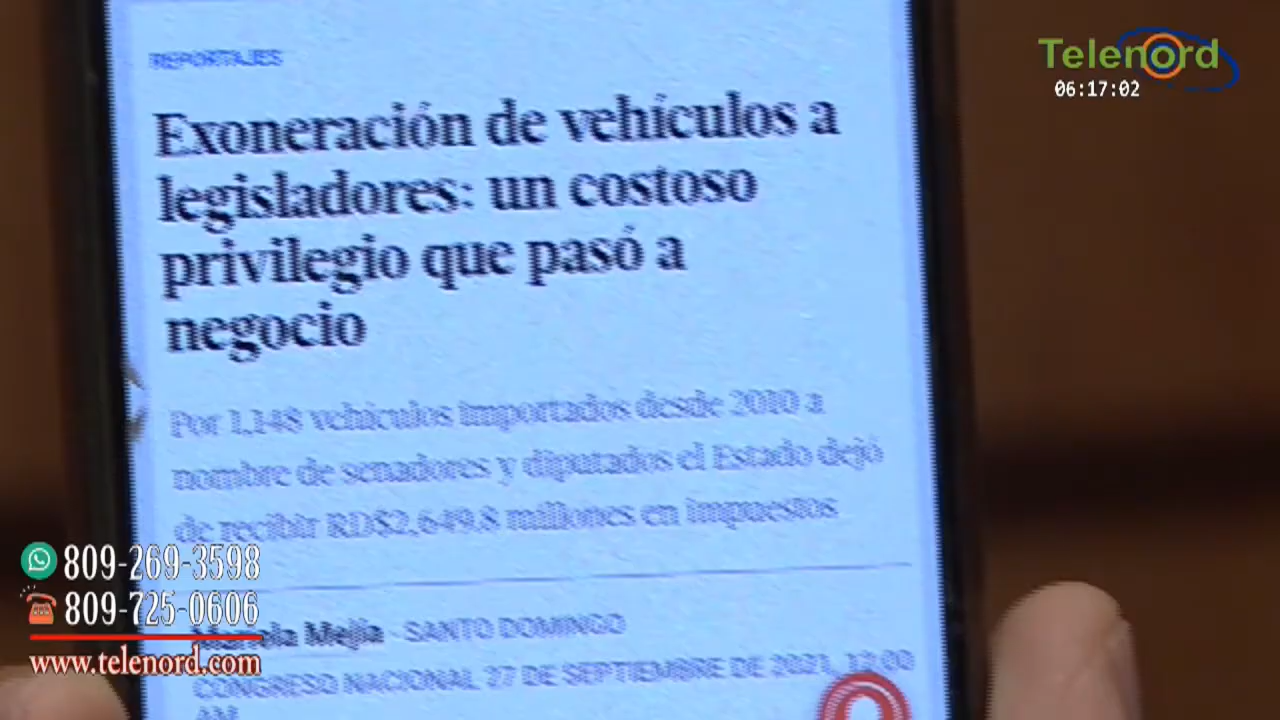 Telenord
06:17:02
REPORTAJES
Exoneración de vehículos a
legisladores: un costoso
privilegio que pasó a
negocio
Por 1,148 vehículos importados desde 2010 a
nombre de senadores y diputados el Estado dejó
de recibir RD$2,649.8 millones en impuestos
Mejía - SANTO DOMINGO
CONGRESO NACIONAL 27 DE SEPTIEMBRE DE 2021,
AM
809-269-3598
809-725-0606
www.telenord.com